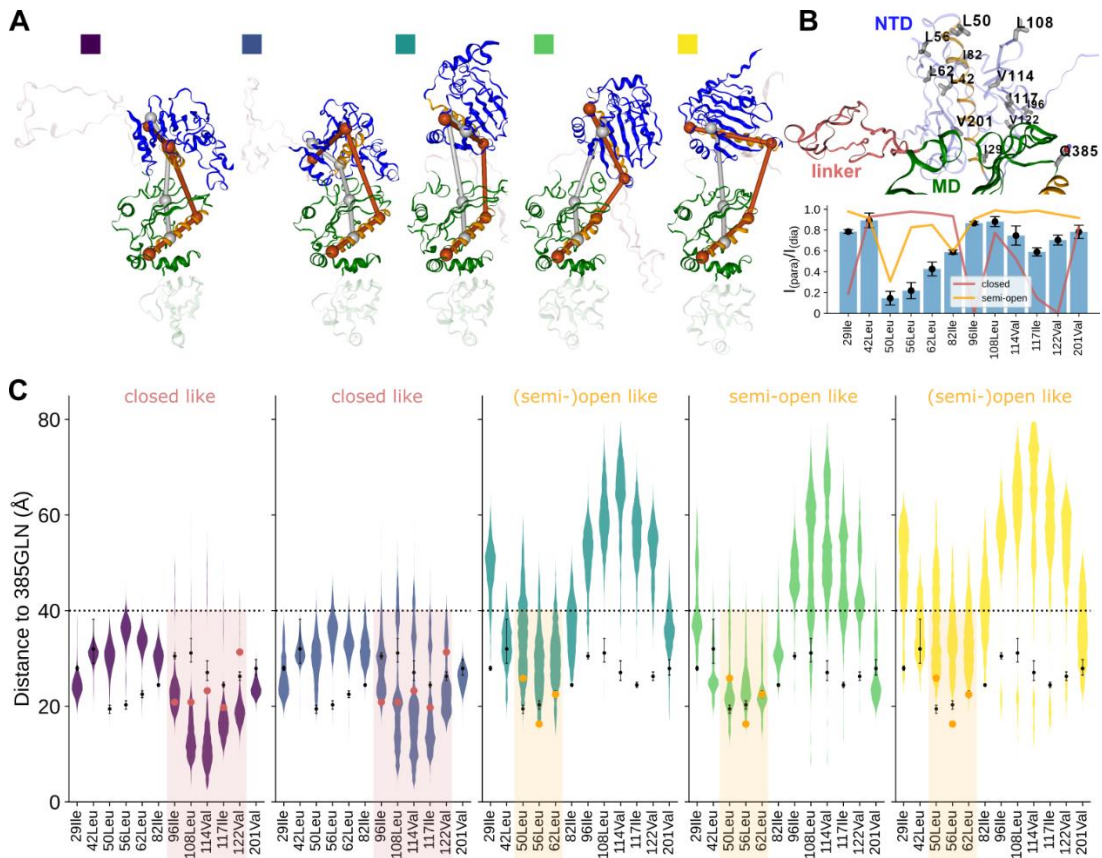 A
B
L50
L108
NTD
L56
I82
L62
L42
V114
I117
I96
V122
V201
I29
Q385
linker
MD
I(para)/I(dia)
1.0
0.8
0.6
0.4
0.2
0
closed
semi-open
29Ile
42Leu
50Leu
56Leu
62Leu
82Ile
96Ile
108Leu
114Val
117Ile
122Val
201Val
C
closed like
closed like
(semi-)open like
semi-open like
(semi-)open like
Distance to 385GLN (Å)
80
60
40
20
0
29Ile
42Leu
50Leu
56Leu
62Leu
82Ile
96Ile
108Leu
114Val
117Ile
122Val
201Val
29Ile
42Leu
50Leu
56Leu
62Leu
82Ile
96Ile
108Leu
114Val
117Ile
122Val
201Val
29Ile
42Leu
50Leu
56Leu
62Leu
82Ile
96Ile
108Leu
114Val
117Ile
122Val
201Val
29Ile
42Leu
50Leu
56Leu
62Leu
82Ile
96Ile
108Leu
114Val
117Ile
122Val
201Val
29Ile
42Leu
50Leu
56Leu
62Leu
82Ile
96Ile
108Leu
114Val
117Ile
122Val
201Val